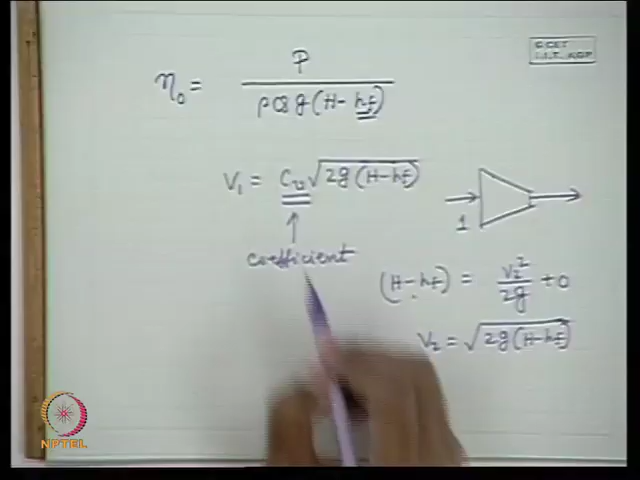 © CET
I.I.T., KGP
η₀ = P / ρQg(H - hf)
V₁ = Cv √2g(H-hf)
1
coefficient
(H-hf) = V₂²/2g + 0
V₂ = √2g(H-hf)
NPTEL